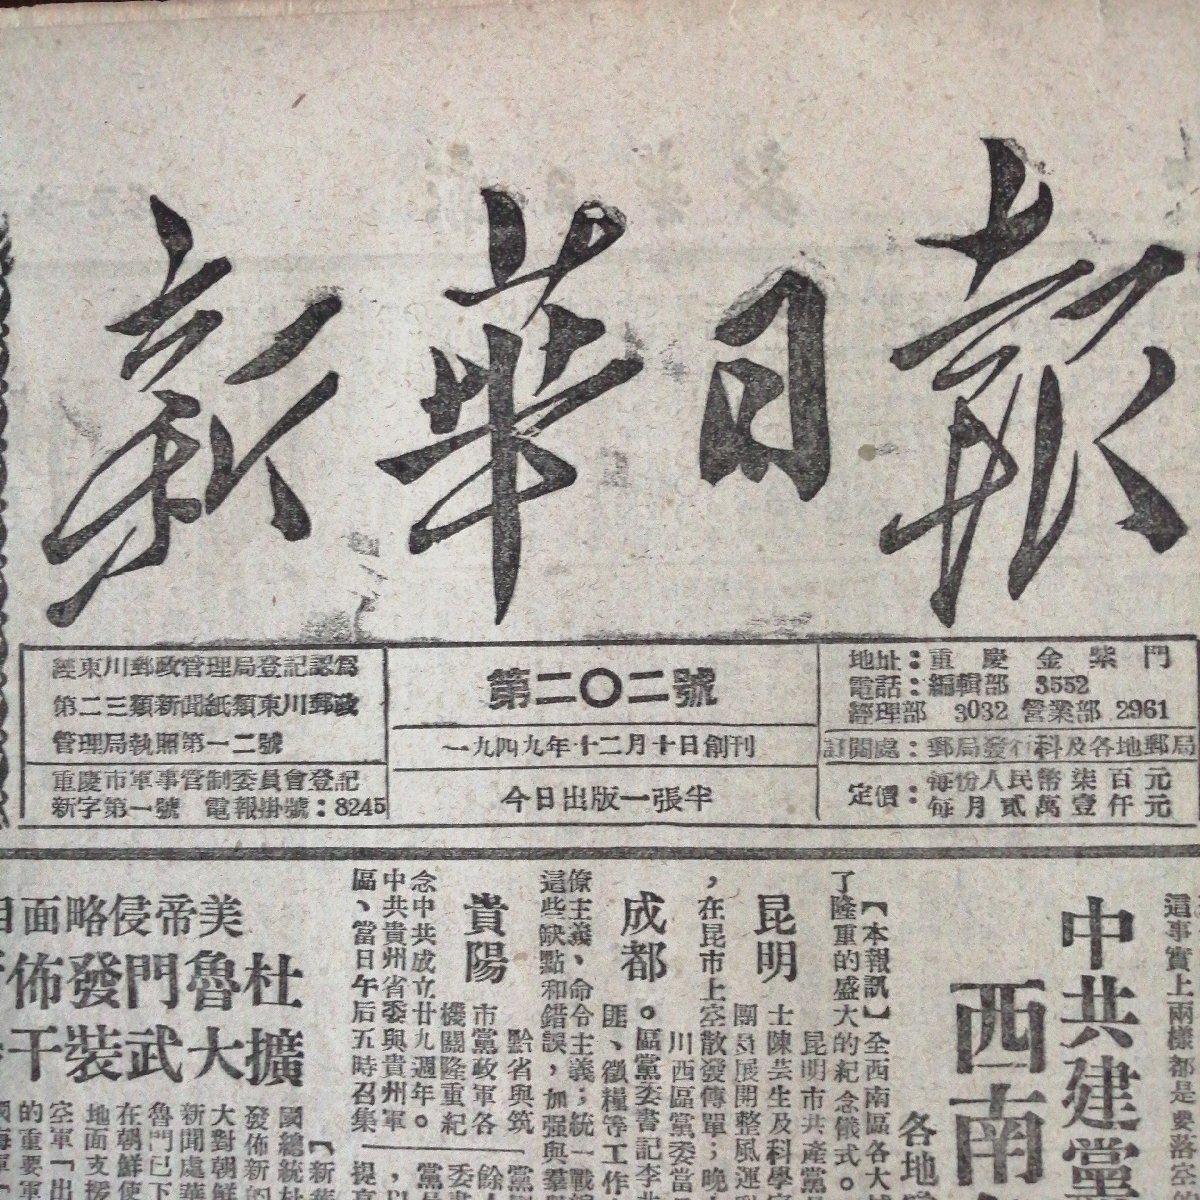 新華日報
經東川郵政管理局登記認爲
第二三類新聞紙類東川郵政
管理局執照第一二號
重慶市軍事管制委員會登記
新字第一號 電報掛號：8245
第二〇二號
一九四九年十二月十日創刊
今日出版一張半
地址：重慶金紫門
電話：編輯部 3552
經理部 3032 營業部 2961
訂閱處：郵局發行科及各地郵局
定價：每份人民幣柒百元
每月貳萬壹仟元
這事實上兩樣都是要落空
中共建黨
西南
各地
【本報訊】全西南區各大城
了隆重的盛大的紀念儀式。
昆明
昆明市共產黨員
士陳芸生及科學家
團員展開整風運動
，在昆市上空散發傳單；晚
成都
川西區黨委當
。區黨委書記李井
匪、徵糧等工作
僚主義、命令主義；統一戰線
這些缺點和錯誤，加强與羣
貴陽
黔省與筑
市黨政軍各
機關隆重紀
念中共成立廿九週年。
中共貴州省委與貴州軍
區、當日午后五時召集
美帝侵略面目
杜魯門發佈
擴大武裝干
【新華
國總統杜
發佈新的
大對朝鮮
新聞處華
魯門已下
在朝鮮使
地面支援
空軍「出
的重要軍